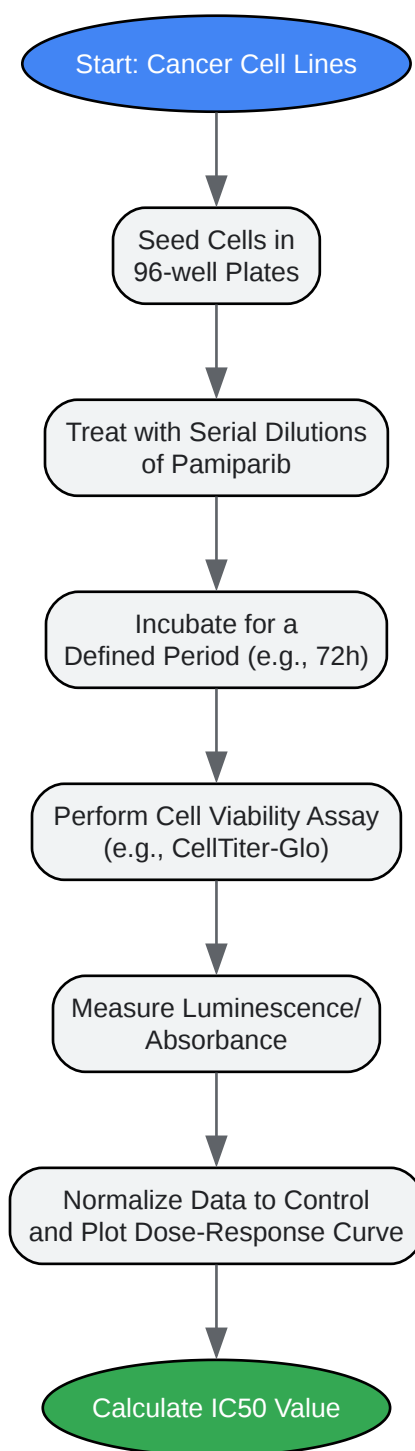 Start: Cancer Cell Lines
Seed Cells in
96-well Plates
Treat with Serial Dilutions
of Pamiparib
Incubate for a
Defined Period (e.g., 72h)
Perform Cell Viability Assay
(e.g., CellTiter-Glo)
Measure Luminescence/
Absorbance
Normalize Data to Control
and Plot Dose-Response Curve
Calculate IC50 Value